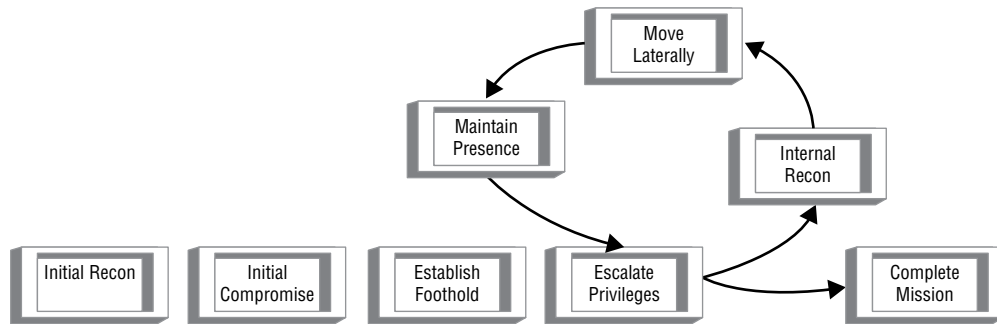 Move
Laterally
Maintain
Presence
Internal
Recon
Initial Recon
Initial
Compromise
Establish
Foothold
Escalate
Privileges
Complete
Mission